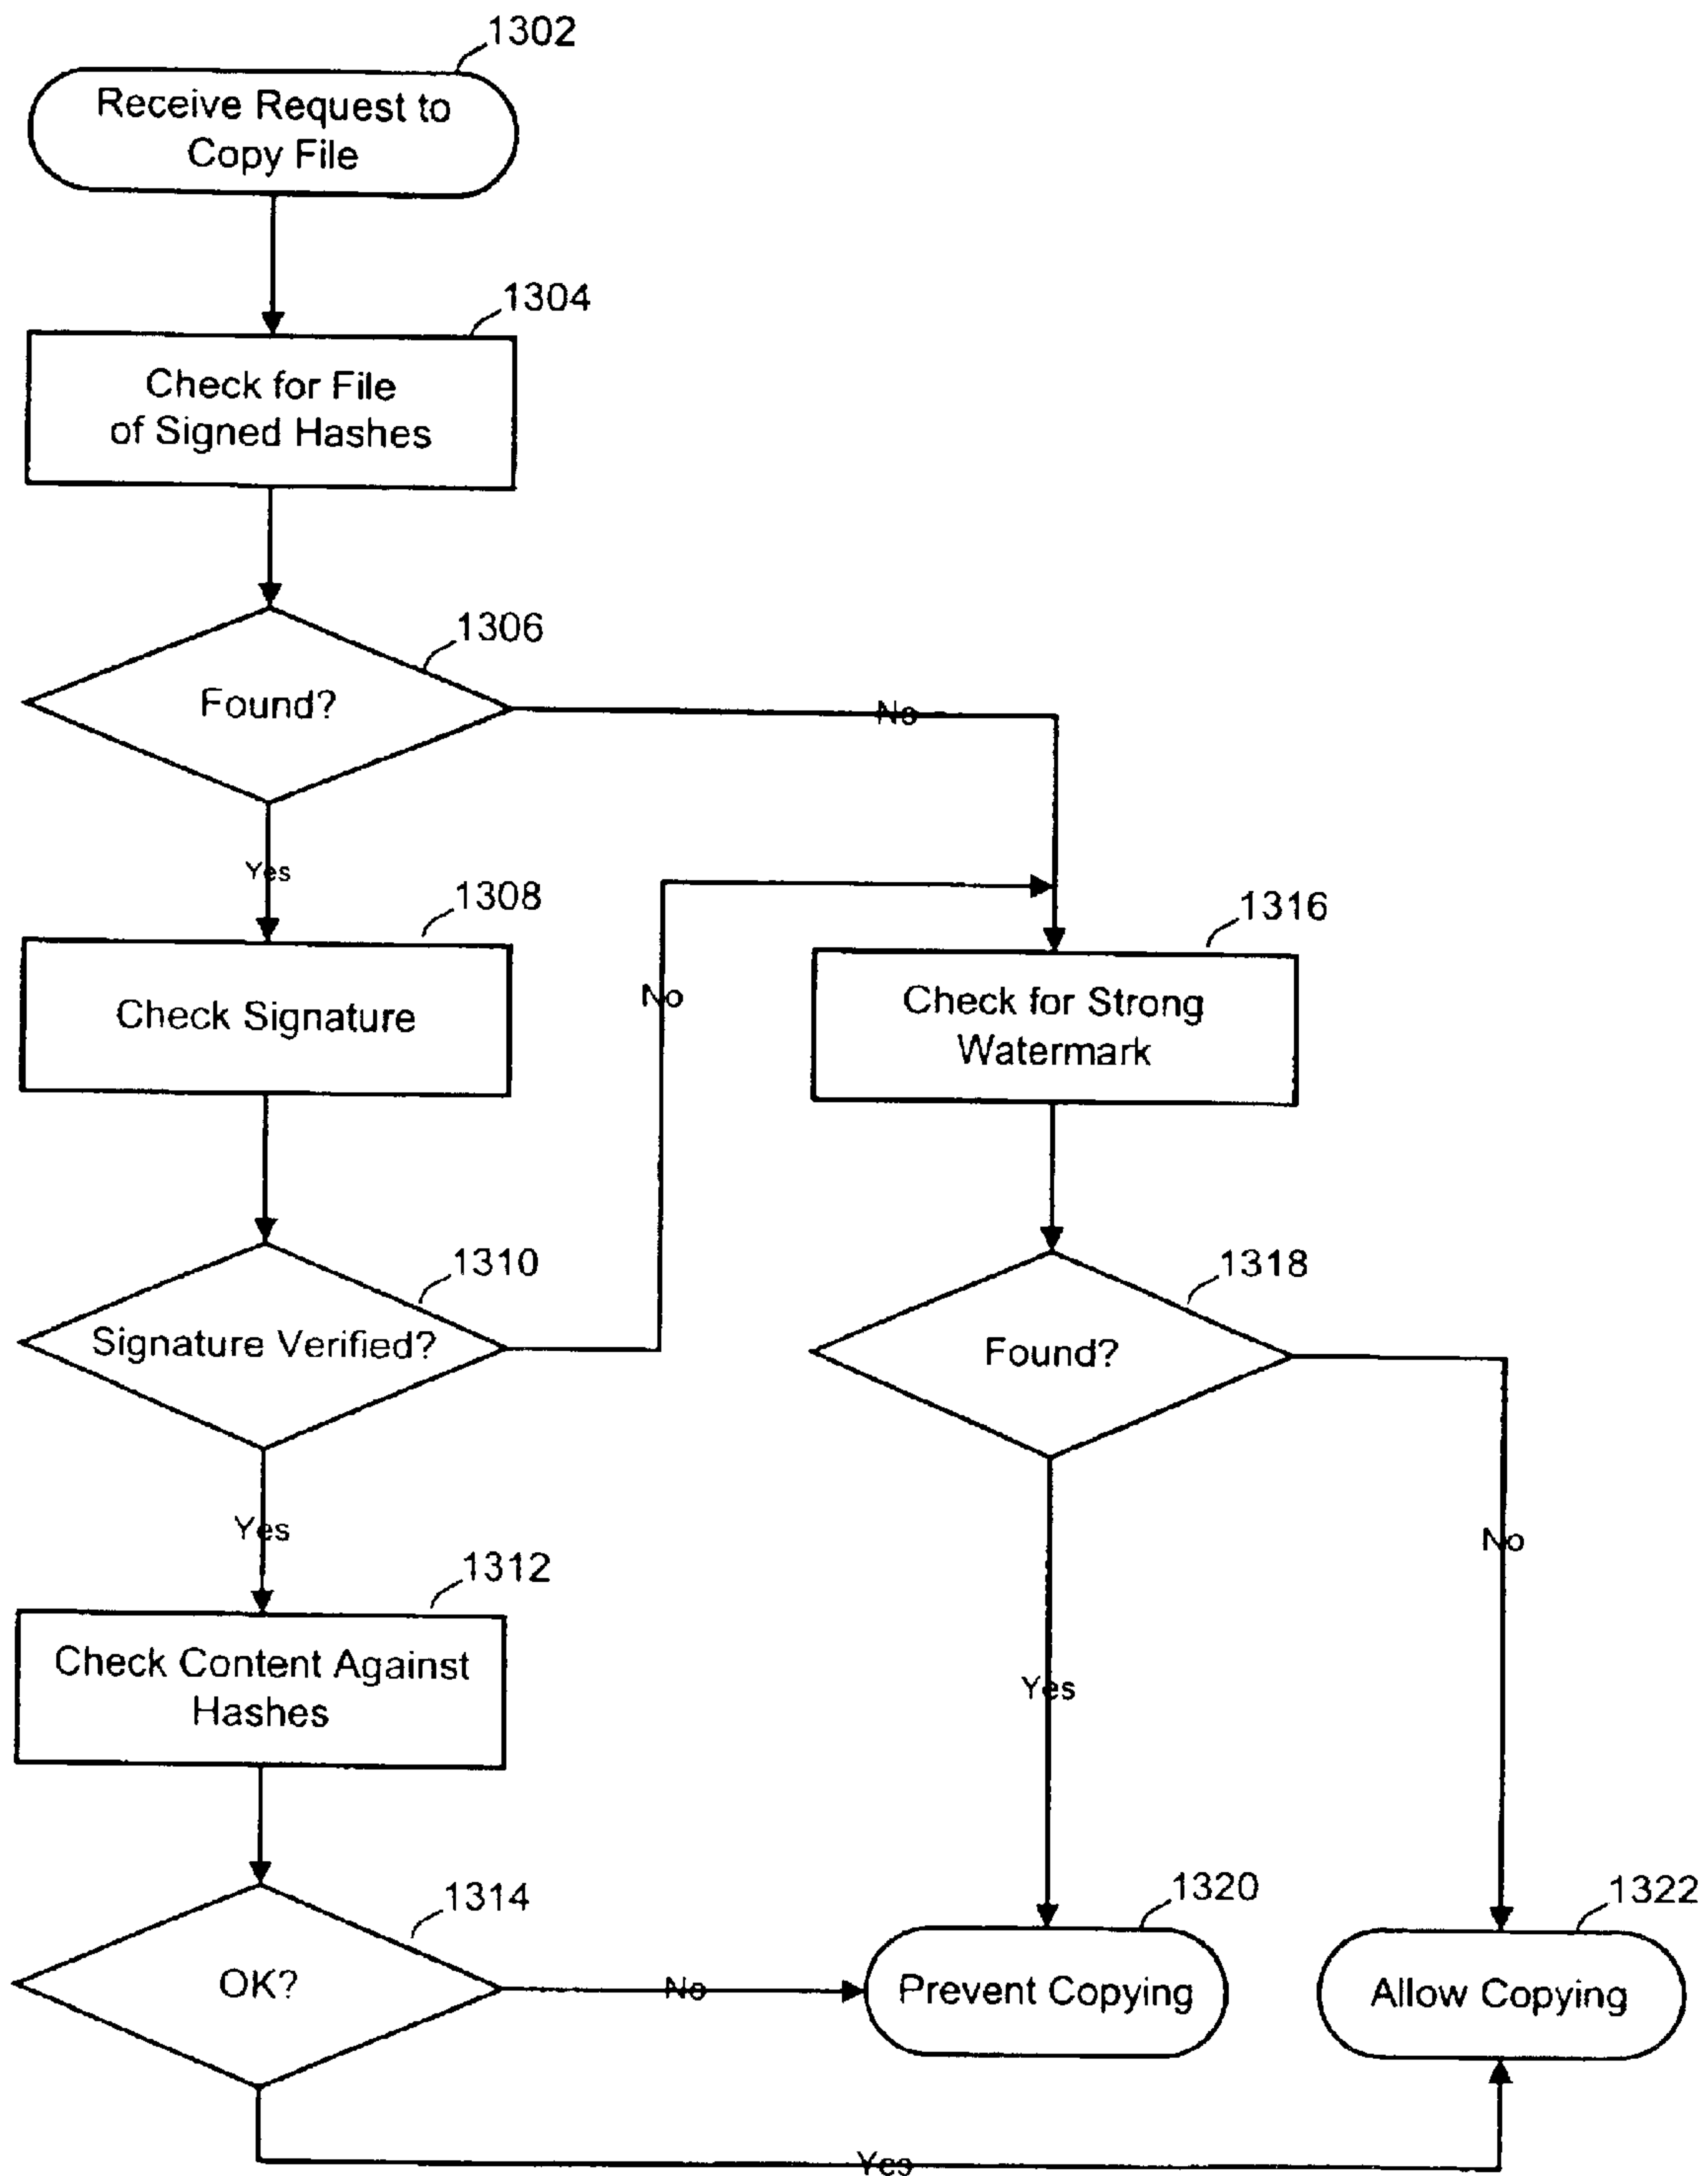 1302
Receive Request to
Copy File
1304
Check for File
of Signed Hashes
1306
Found?
No
Yes
1308
Check Signature
1316
Check for Strong
Watermark
No
1310
Signature Verified?
1318
Found?
Yes
No
1312
Check Content Against
Hashes
Yes
1314
OK?
No
1320
Prevent Copying
1322
Allow Copying
Yes